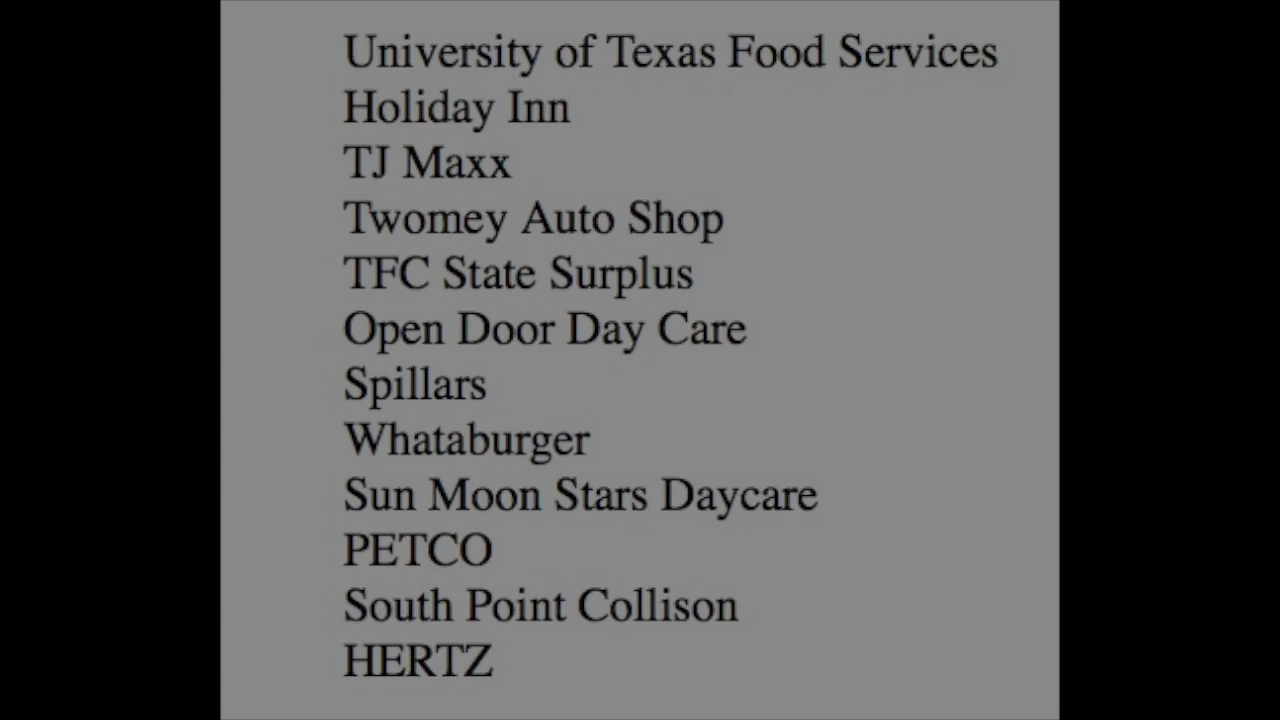 University of Texas Food Services
Holiday Inn
TJ Maxx
Twomey Auto Shop
TFC State Surplus
Open Door Day Care
Spillars
Whataburger
Sun Moon Stars Daycare
PETCO
South Point Collison
HERTZ